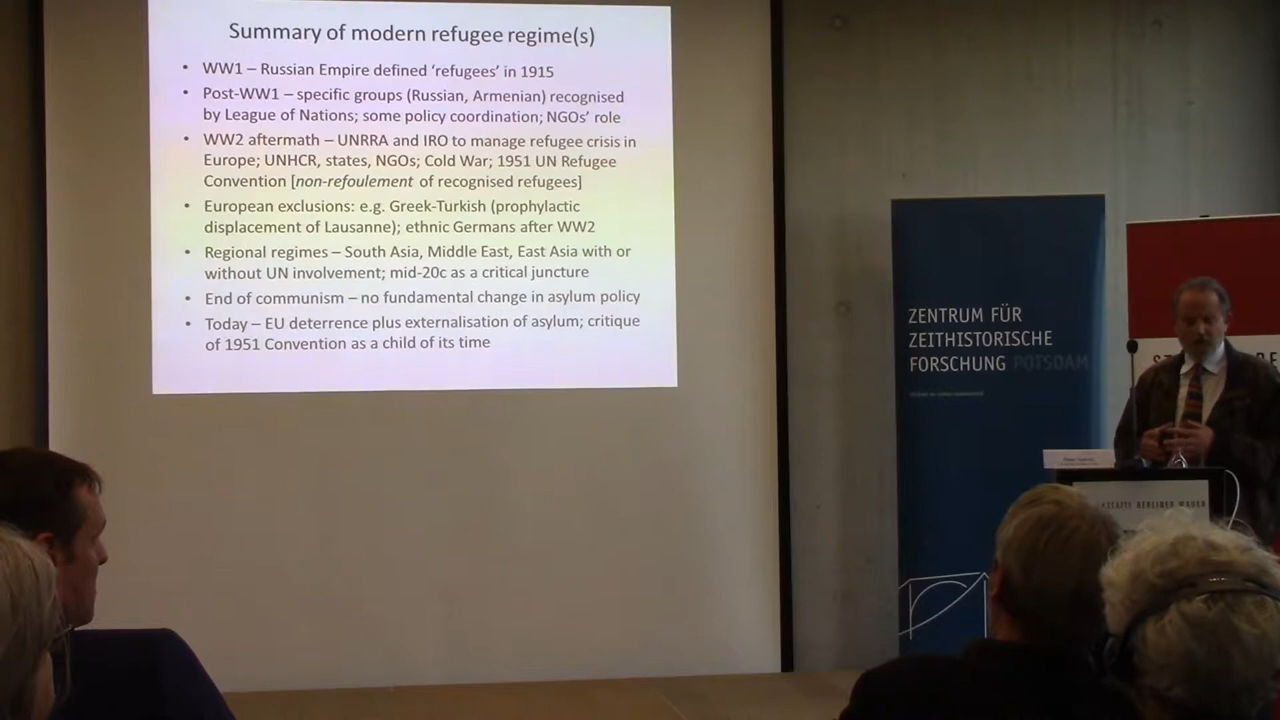 Summary of modern refugee regime(s)
• WW1 – Russian Empire defined ‘refugees’ in 1915
• Post-WW1 – specific groups (Russian, Armenian) recognised
by League of Nations; some policy coordination; NGOs’ role
• WW2 aftermath – UNRRA and IRO to manage refugee crisis in
Europe; UNHCR, states, NGOs; Cold War; 1951 UN Refugee
Convention [non-refoulement of recognised refugees]
• European exclusions: e.g. Greek-Turkish (prophylactic
displacement of Lausanne); ethnic Germans after WW2
• Regional regimes – South Asia, Middle East, East Asia with or
without UN involvement; mid-20c as a critical juncture
• End of communism – no fundamental change in asylum policy
• Today – EU deterrence plus externalisation of asylum; critique
of 1951 Convention as a child of its time
ZENTRUM FÜR
ZEITHISTORISCHE
FORSCHUNG POTSDAM
BERLINER MAUER